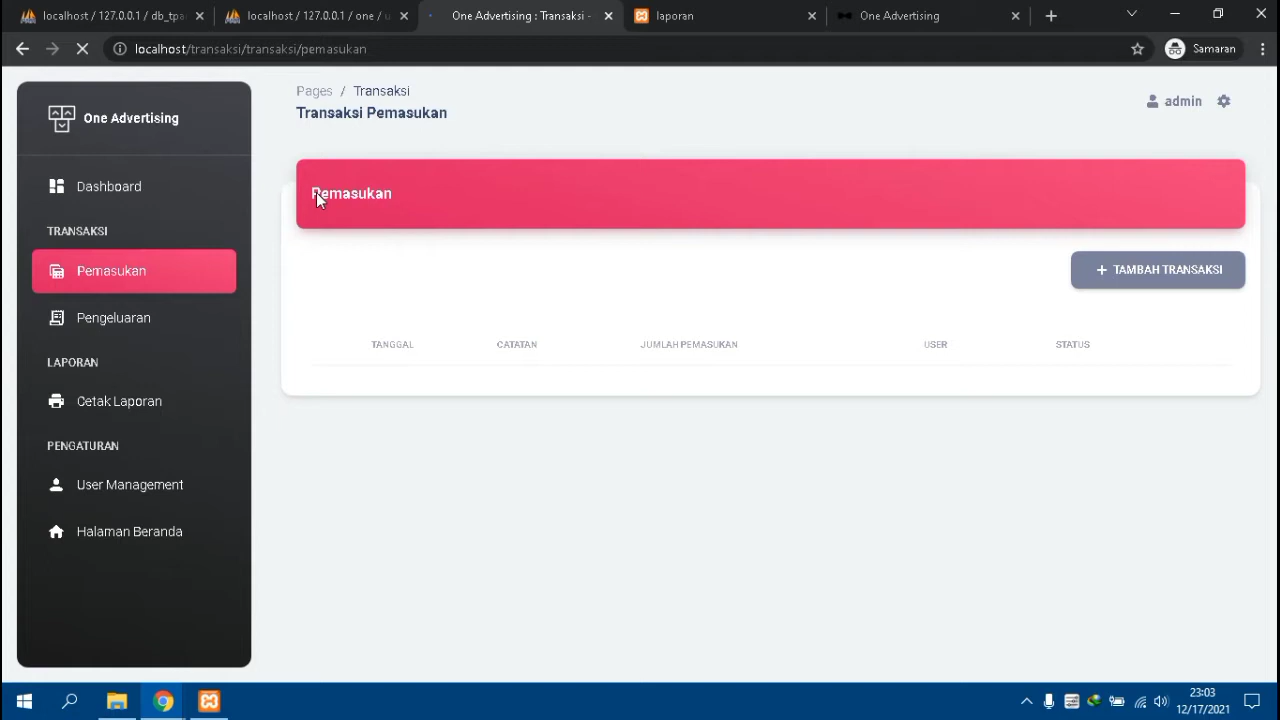 localhost / 127.0.0.1 / db_tpa
localhost / 127.0.0.1 / one / u
One Advertising : Transaksi -
laporan
One Advertising
localhost/transaksi/transaksi/pemasukan
Samaran
One Advertising
Dashboard
TRANSAKSI
Pemasukan
Pengeluaran
LAPORAN
Cetak Laporan
PENGATURAN
User Management
Halaman Beranda
Pages / Transaksi
Transaksi Pemasukan
admin
Pemasukan
+ TAMBAH TRANSAKSI
TANGGAL CATATAN JUMLAH PEMASUKAN USER STATUS
23:03
12/17/2021